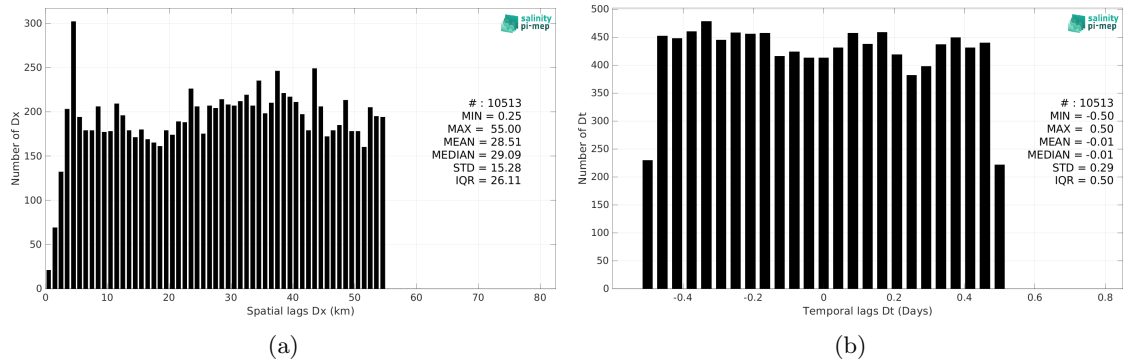 300
250
200
150
100
50
0
Number of Dx
0 10 20 30 40 50 60 70 80
Spatial lags Dx (km)
salinity
pi-mep
# : 10513
MIN = 0.25
MAX = 55.00
MEAN = 28.51
MEDIAN = 29.09
STD = 15.28
IQR = 26.11
(a)
500
450
400
350
300
250
200
150
100
50
0
Number of Dt
-0.4 -0.2 0 0.2 0.4 0.6 0.8
Temporal lags Dt (Days)
salinity
pi-mep
# : 10513
MIN = -0.50
MAX = 0.50
MEAN = -0.01
MEDIAN = -0.01
STD = 0.29
IQR = 0.50
(b)